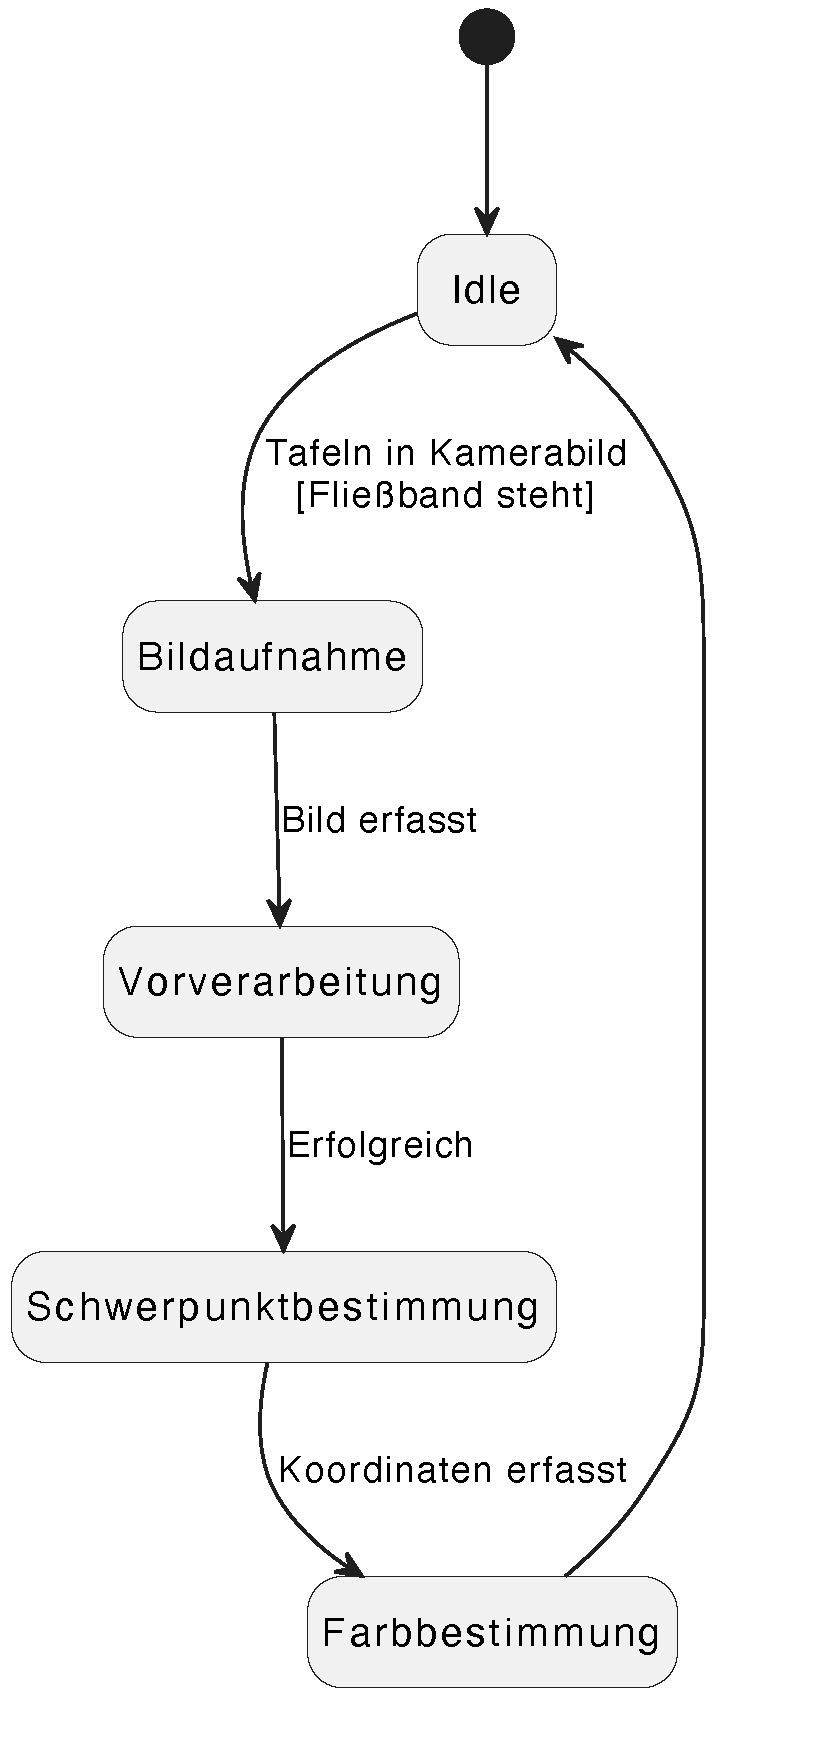 Idle
Tafeln in Kamerabild
[Fließband steht]
Bildaufnahme
Bild erfasst
Vorverarbeitung
Erfolgreich
Schwerpunktbestimmung
Koordinaten erfasst
Farbbestimmung